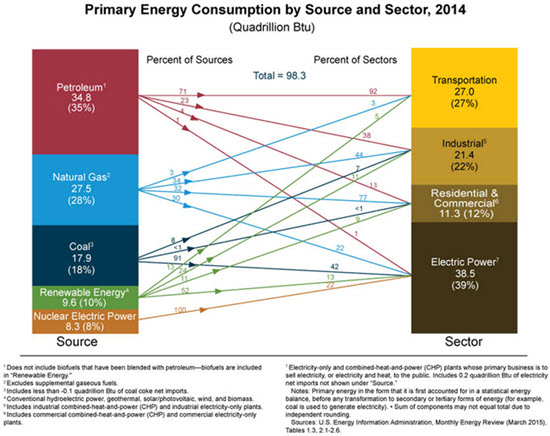 Primary Energy Consumption by Source and Sector, 2014
(Quadrillion Btu)
Percent of Sources
Percent of Sectors
Total = 98.3
Petroleum¹
34.8
(35%)
Natural Gas²
27.5
(28%)
Coal³
17.9
(18%)
Renewable Energy⁴
9.6 (10%)
Nuclear Electric Power
8.3 (8%)
Source
71
23
4
1
3
34
32
30
8
<1
91
13
24
11
52
100
92
3
5
38
44
7
11
13
77
<1
9
1
22
42
13
22
Transportation
27.0
(27%)
Industrial⁵
21.4
(22%)
Residential &
Commercial⁶
11.3 (12%)
Electric Power⁷
38.5
(39%)
Sector
¹ Does not include biofuels that have been blended with petroleum—biofuels are included
in "Renewable Energy."
² Excludes supplemental gaseous fuels.
³ Includes less than -0.1 quadrillion Btu of coal coke net imports.
⁴ Conventional hydroelectric power, geothermal, solar/photovoltaic, wind, and biomass.
⁵ Includes industrial combined-heat-and-power (CHP) and industrial electricity-only plants.
⁶ Includes commercial combined-heat-and-power (CHP) and commercial electricity-only
plants.
⁷ Electricity-only and combined-heat-and-power (CHP) plants whose primary business is to
sell electricity, or electricity and heat, to the public. Includes 0.2 quadrillion Btu of electricity
net imports not shown under "Source."
Notes: Primary energy in the form that it is first accounted for in a statistical energy
balance, before any transformation to secondary or tertiary forms of energy (for example,
coal is used to generate electricity). • Sum of components may not equal total due to
independent rounding.
Sources: U.S. Energy Information Administration, Monthly Energy Review (March 2015),
Tables 1.3, 2.1-2.6.